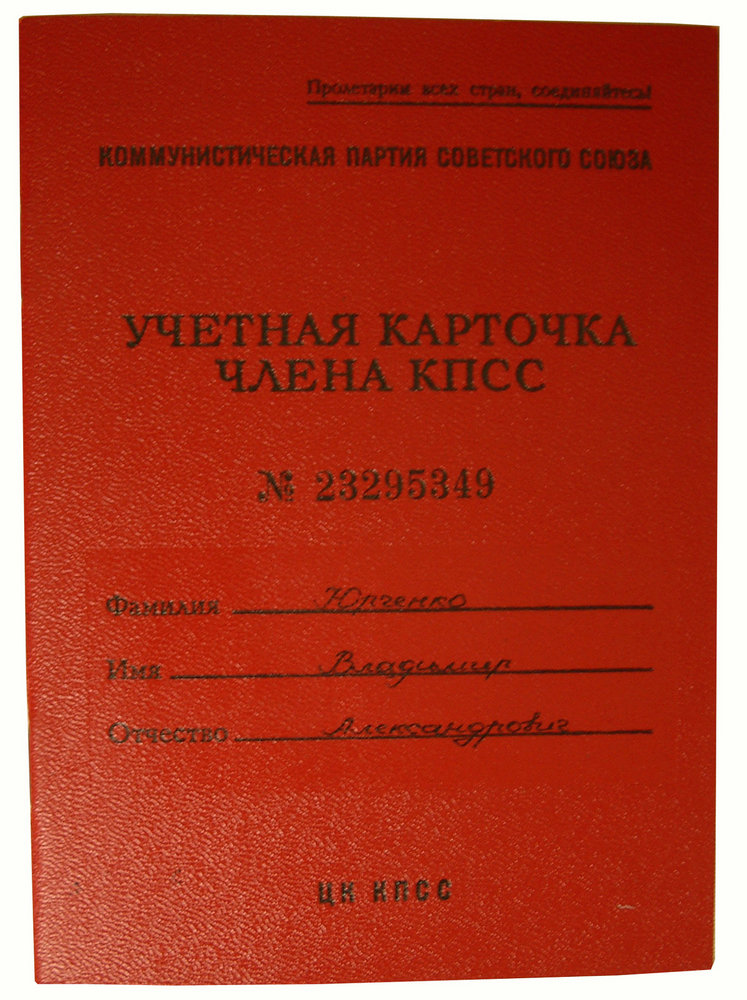 Пролетарии всех стран, соединяйтесь!
КОММУНИСТИЧЕСКАЯ ПАРТИЯ СОВЕТСКОГО СОЮЗА
УЧЕТНАЯ КАРТОЧКА
ЧЛЕНА КПСС
№ 23295349
Фамилия Юрченко
Имя Владимир
Отчество Александрович
ЦК КПСС